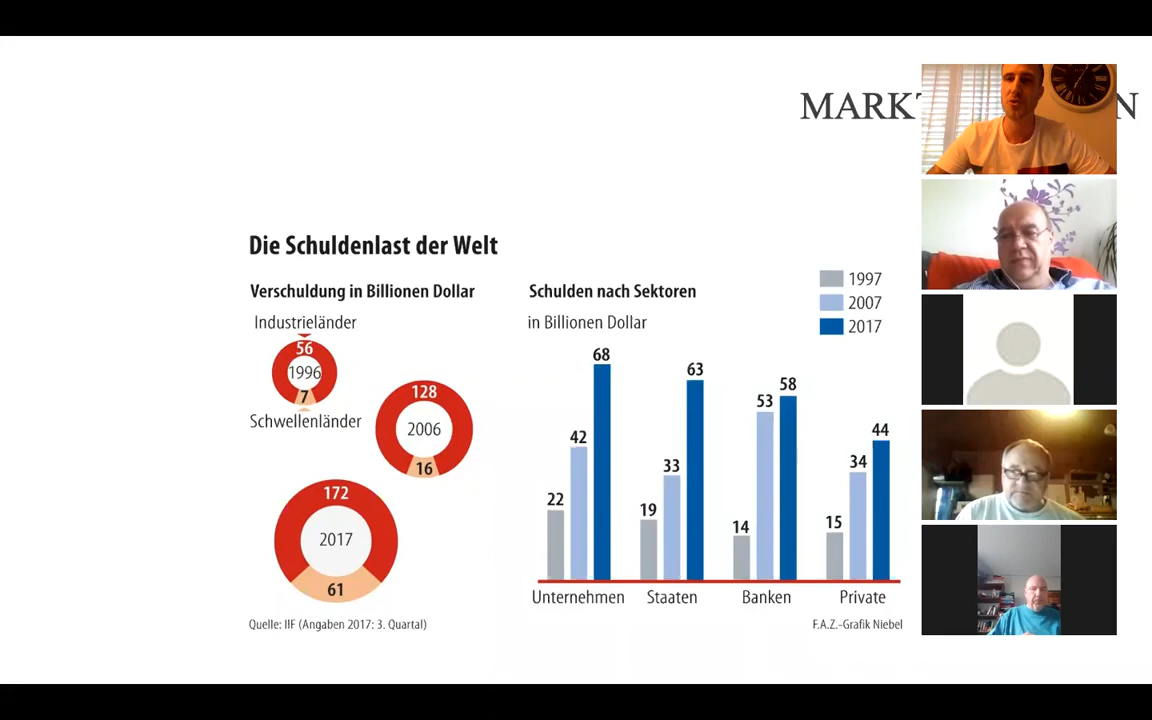 MARK
N
Die Schuldenlast der Welt
Verschuldung in Billionen Dollar
Industrieländer
56
1996
7
Schwellenländer
128
2006
16
172
2017
61
Quelle: IIF (Angaben 2017: 3. Quartal)
Schulden nach Sektoren
in Billionen Dollar
1997
2007
2017
22 42 68
19 33 63
14 53 58
15 34 44
Unternehmen Staaten Banken Private
F.A.Z.-Grafik Niebel